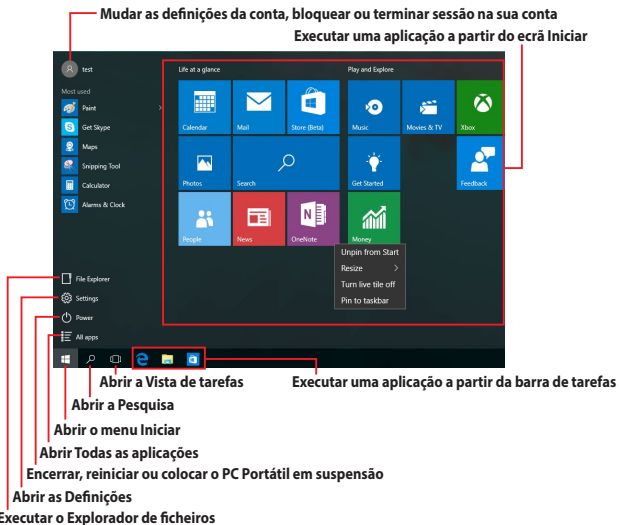 Mudar as definições da conta, bloquear ou terminar sessão na sua conta
Executar uma aplicação a partir do ecrã Iniciar
test
Most used
Paint
Get Skype
Maps
Snipping Tool
Calculator
Alarms & Clock
File Explorer
Settings
Power
All apps
Life at a glance
Calendar
Mail
Store (Beta)
Photos
Search
People
News
OneNote
Play and Explore
Music
Movies & TV
Xbox
Get Started
Feedback
Money
Unpin from Start
Resize
Turn live tile off
Pin to taskbar
Abrir a Vista de tarefas
Executar uma aplicação a partir da barra de tarefas
Abrir a Pesquisa
Abrir o menu Iniciar
Abrir Todas as aplicações
Encerrar, reiniciar ou colocar o PC Portátil em suspensão
Abrir as Definições
Executar o Explorador de ficheiros